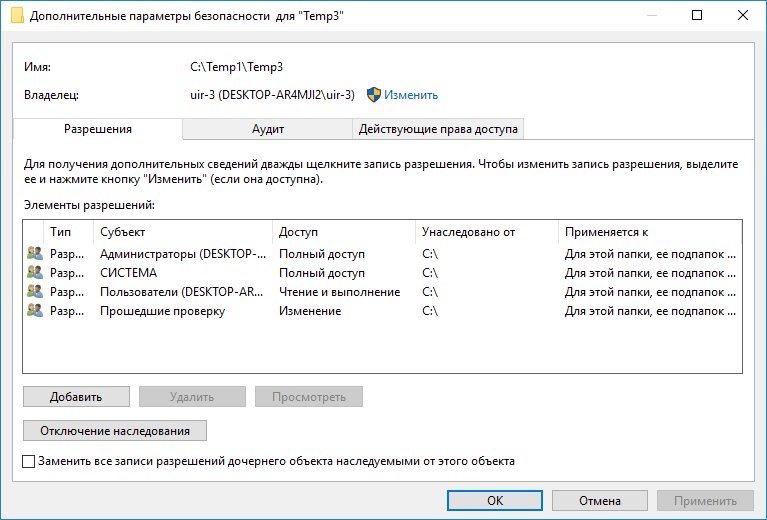 Дополнительные параметры безопасности для "Temp3"
Имя: C:\Temp1\Temp3
Владелец: uir-3 (DESKTOP-AR4MJI2\uir-3) Изменить
Разрешения Аудит Действующие права доступа
Для получения дополнительных сведений дважды щелкните запись разрешения. Чтобы изменить запись разрешения, выделите
ее и нажмите кнопку "Изменить" (если она доступна).
Элементы разрешений:
Тип Субъект Доступ Унаследовано от Применяется к
Разр... Администраторы (DESKTOP-... Полный доступ C:\ Для этой папки, ее подпапок ...
Разр... СИСТЕМА Полный доступ C:\ Для этой папки, ее подпапок ...
Разр... Пользователи (DESKTOP-AR... Чтение и выполнение C:\ Для этой папки, ее подпапок ...
Разр... Прошедшие проверку Изменение C:\ Для этой папки, ее подпапок ...
Добавить Удалить Просмотреть
Отключение наследования
Заменить все записи разрешений дочернего объекта наследуемыми от этого объекта
ОК Отмена Применить